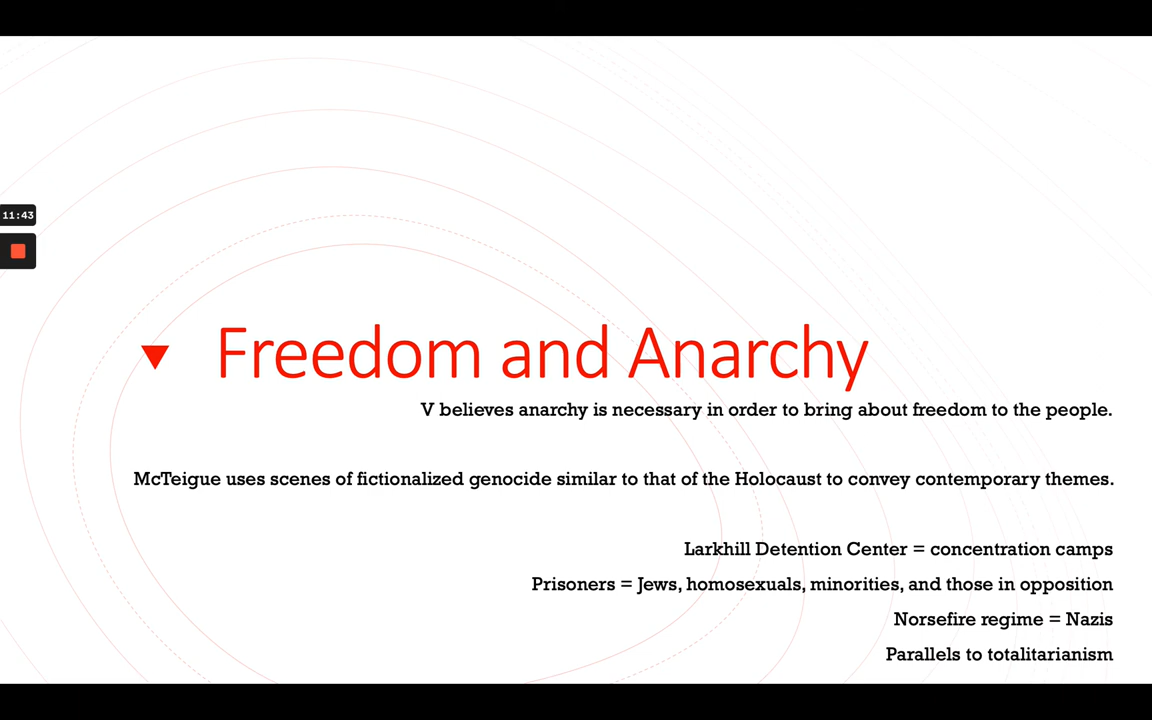 11:43
Freedom and Anarchy
V believes anarchy is necessary in order to bring about freedom to the people.
McTeigue uses scenes of fictionalized genocide similar to that of the Holocaust to convey contemporary themes.
Larkhill Detention Center = concentration camps
Prisoners = Jews, homosexuals, minorities, and those in opposition
Norsefire regime = Nazis
Parallels to totalitarianism